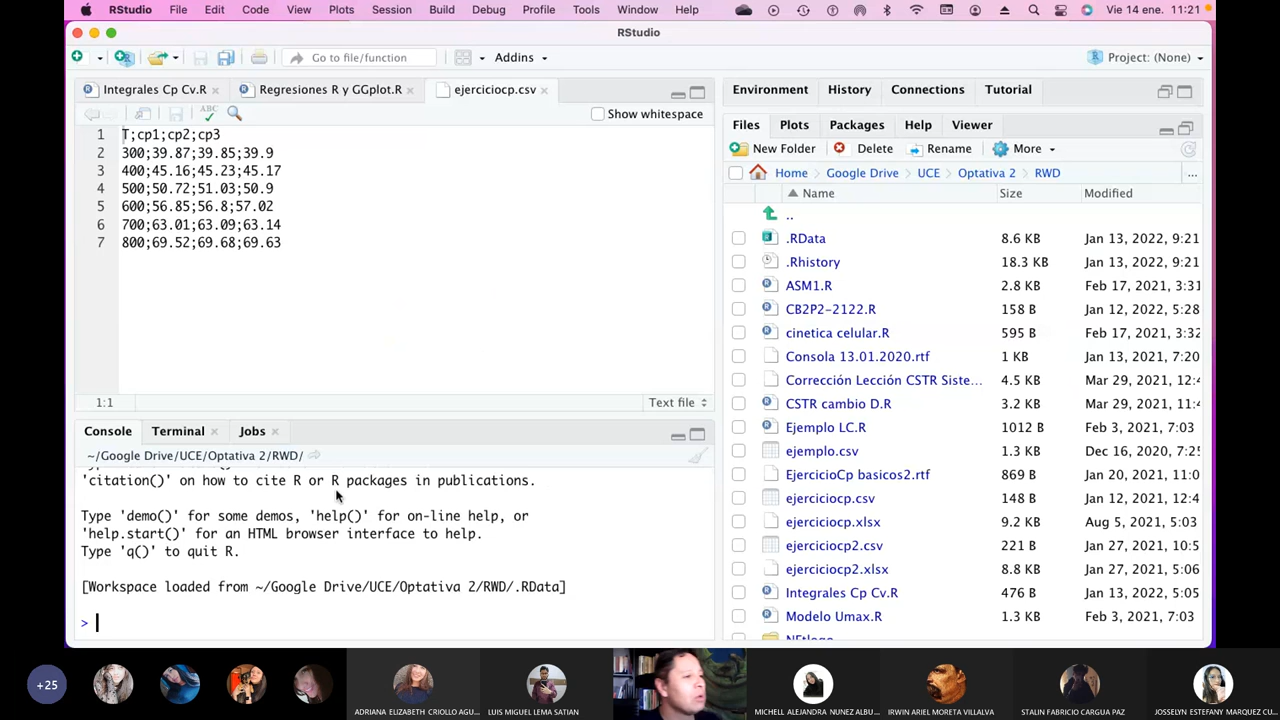 RStudio File Edit Code View Plots Session Build Debug Profile Tools Window Help Vie 14 ene. 11:21
RStudio
Go to file/function Addins Project: (None)
Integrales Cp Cv.R Regresiones R y GGplot.R ejerciciocp.csv
ABC Show whitespace
1 T;cp1;cp2;cp3
2 300;39.87;39.85;39.9
3 400;45.16;45.23;45.17
4 500;50.72;51.03;50.9
5 600;56.85;56.8;57.02
6 700;63.01;63.09;63.14
7 800;69.52;69.68;69.63
1:1 Text file
Console Terminal Jobs
~/Google Drive/UCE/Optativa 2/RWD/
'citation()' on how to cite R or R packages in publications.
Type 'demo()' for some demos, 'help()' for on-line help, or
'help.start()' for an HTML browser interface to help.
Type 'q()' to quit R.
[Workspace loaded from ~/Google Drive/UCE/Optativa 2/RWD/.RData]
>
Environment History Connections Tutorial
Files Plots Packages Help Viewer
New Folder Delete Rename More
Home Google Drive UCE Optativa 2 RWD ...
Name Size Modified
..
.RData 8.6 KB Jan 13, 2022, 9:21
.Rhistory 18.3 KB Jan 13, 2022, 9:21
ASM1.R 2.8 KB Feb 17, 2021, 3:31
CB2P2-2122.R 158 B Jan 12, 2022, 5:28
cinetica celular.R 595 B Feb 17, 2021, 3:32
Consola 13.01.2020.rtf 1 KB Jan 13, 2021, 7:20
Corrección Lección CSTR Siste... 4.5 KB Mar 29, 2021, 12:4
CSTR cambio D.R 3.2 KB Mar 29, 2021, 11:4
Ejemplo LC.R 1012 B Feb 3, 2021, 7:03
ejemplo.csv 1.3 KB Dec 16, 2020, 7:25
EjercicioCp basicos2.rtf 869 B Jan 20, 2021, 11:0
ejerciciocp.csv 148 B Jan 12, 2022, 12:4
ejerciciocp.xlsx 9.2 KB Aug 5, 2021, 5:03
ejerciciocp2.csv 221 B Jan 27, 2021, 10:5
ejerciciocp2.xlsx 8.8 KB Jan 27, 2021, 5:06
Integrales Cp Cv.R 476 B Jan 13, 2022, 5:05
Modelo Umax.R 1.3 KB Feb 3, 2021, 7:03
+25
ADRIANA ELIZABETH CRIOLLO AGU... LUIS MIGUEL LEMA SATIAN MICHELL ALEJANDRA NUNEZ ALBU... IRWIN ARIEL MORETA VILLALVA STALIN FABRICIO CARGUA PAZ JOSSELYN ESTEFANY MARQUEZ CU...